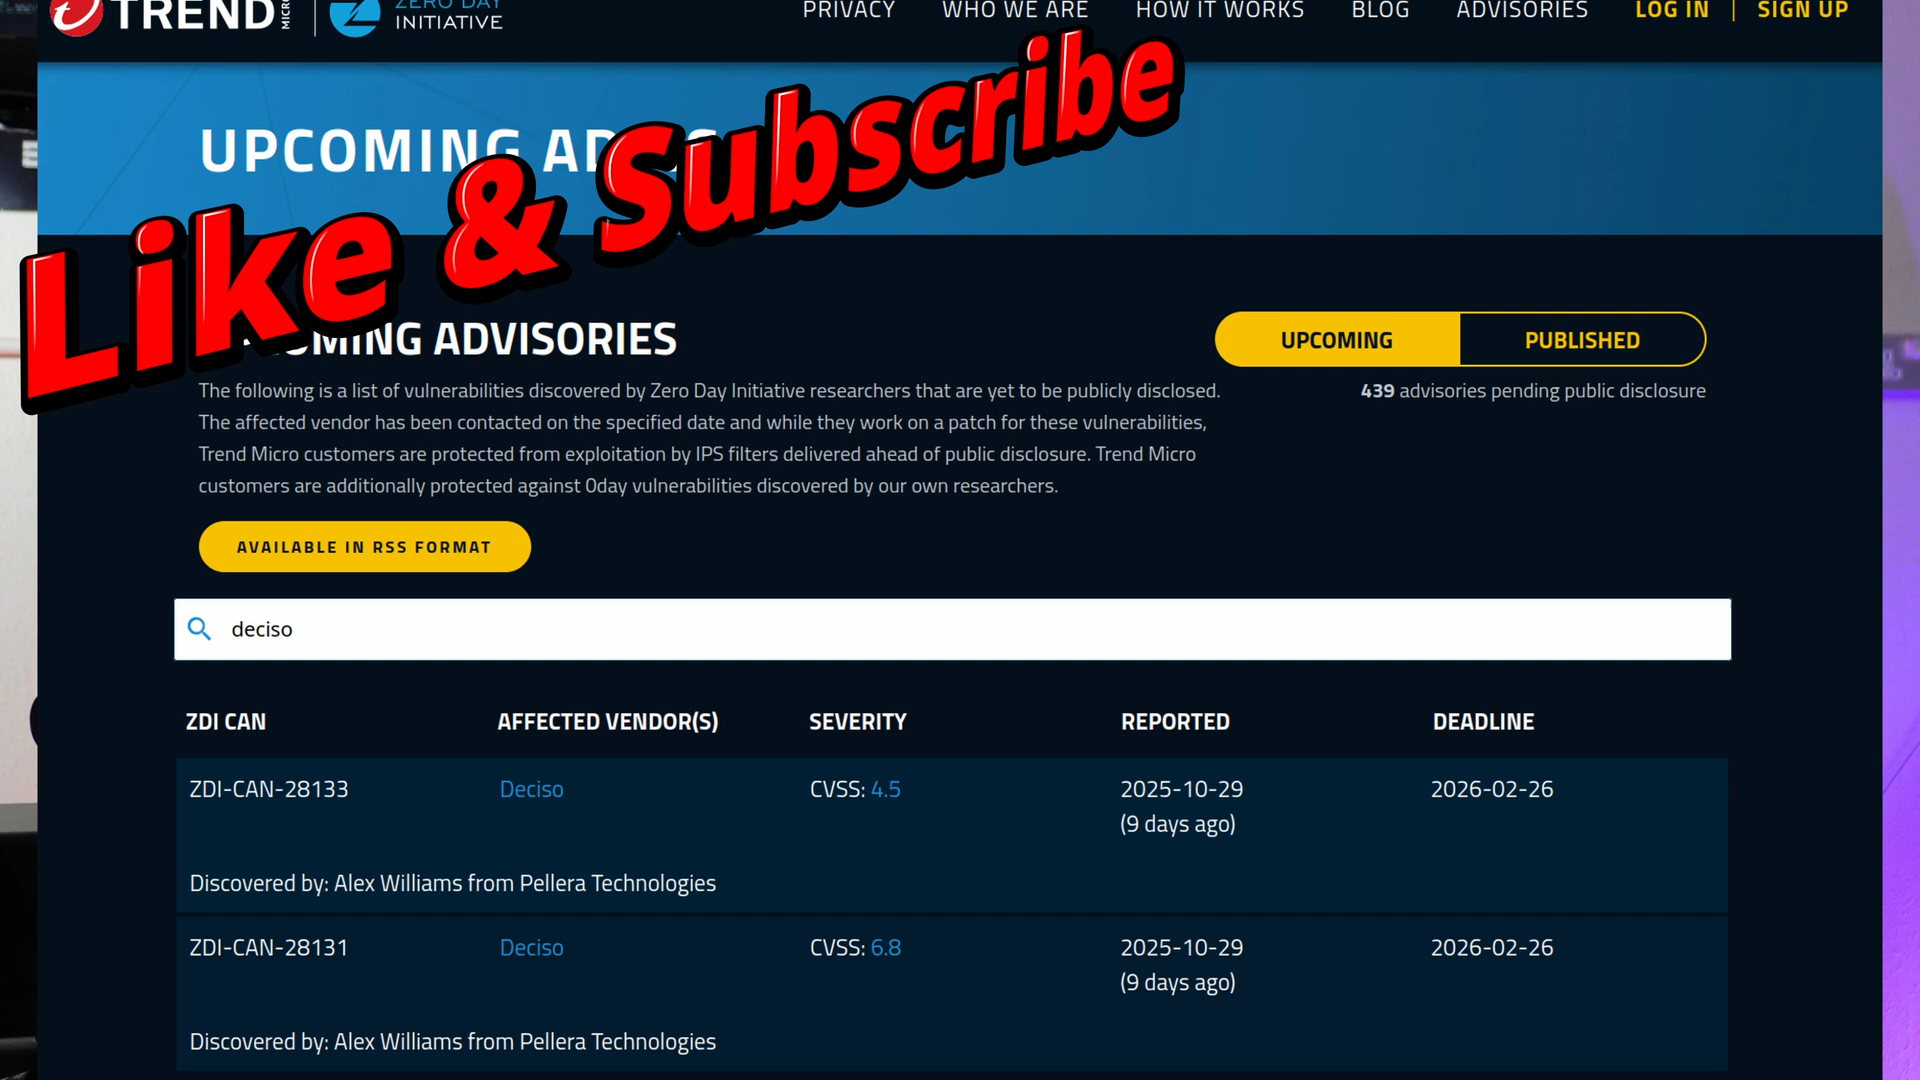 TREND MICRO ZERO DAY INITIATIVE PRIVACY WHO WE ARE HOW IT WORKS BLOG ADVISORIES LOG IN | SIGN UP
Like & Subscribe
UPCOMING
ADVISORIES
UPCOMING PUBLISHED
The following is a list of vulnerabilities discovered by Zero Day Initiative researchers that are yet to be publicly disclosed.
The affected vendor has been contacted on the specified date and while they work on a patch for these vulnerabilities,
Trend Micro customers are protected from exploitation by IPS filters delivered ahead of public disclosure. Trend Micro
customers are additionally protected against 0day vulnerabilities discovered by our own researchers.
439 advisories pending public disclosure
AVAILABLE IN RSS FORMAT
deciso
ZDI CAN AFFECTED VENDOR(S) SEVERITY REPORTED DEADLINE
ZDI-CAN-28133 Deciso CVSS: 4.5 2025-10-29 2026-02-26
(9 days ago)
Discovered by: Alex Williams from Pellera Technologies
ZDI-CAN-28131 Deciso CVSS: 6.8 2025-10-29 2026-02-26
(9 days ago)
Discovered by: Alex Williams from Pellera Technologies